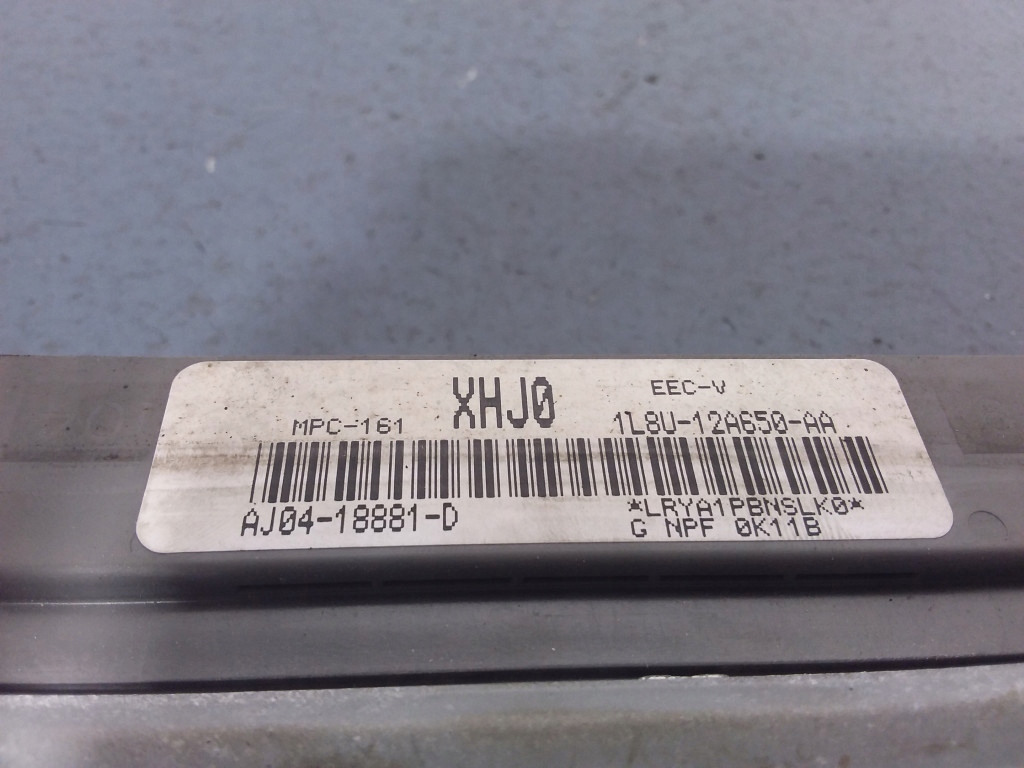 XHJ0 EEC-V
MPC-161 1L8U-12A650-AA
AJ04-18881-D *LRYA1PBNSLK0*
G NPF 0K11B